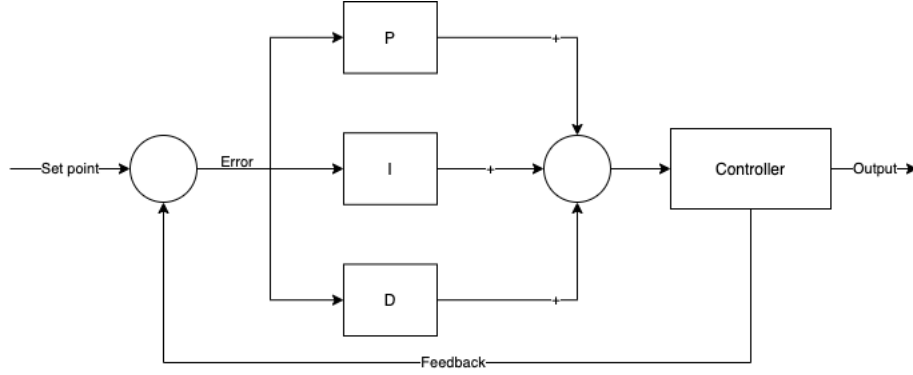 P
+
Set point
Error
I
+
Controller
Output
D
+
Feedback